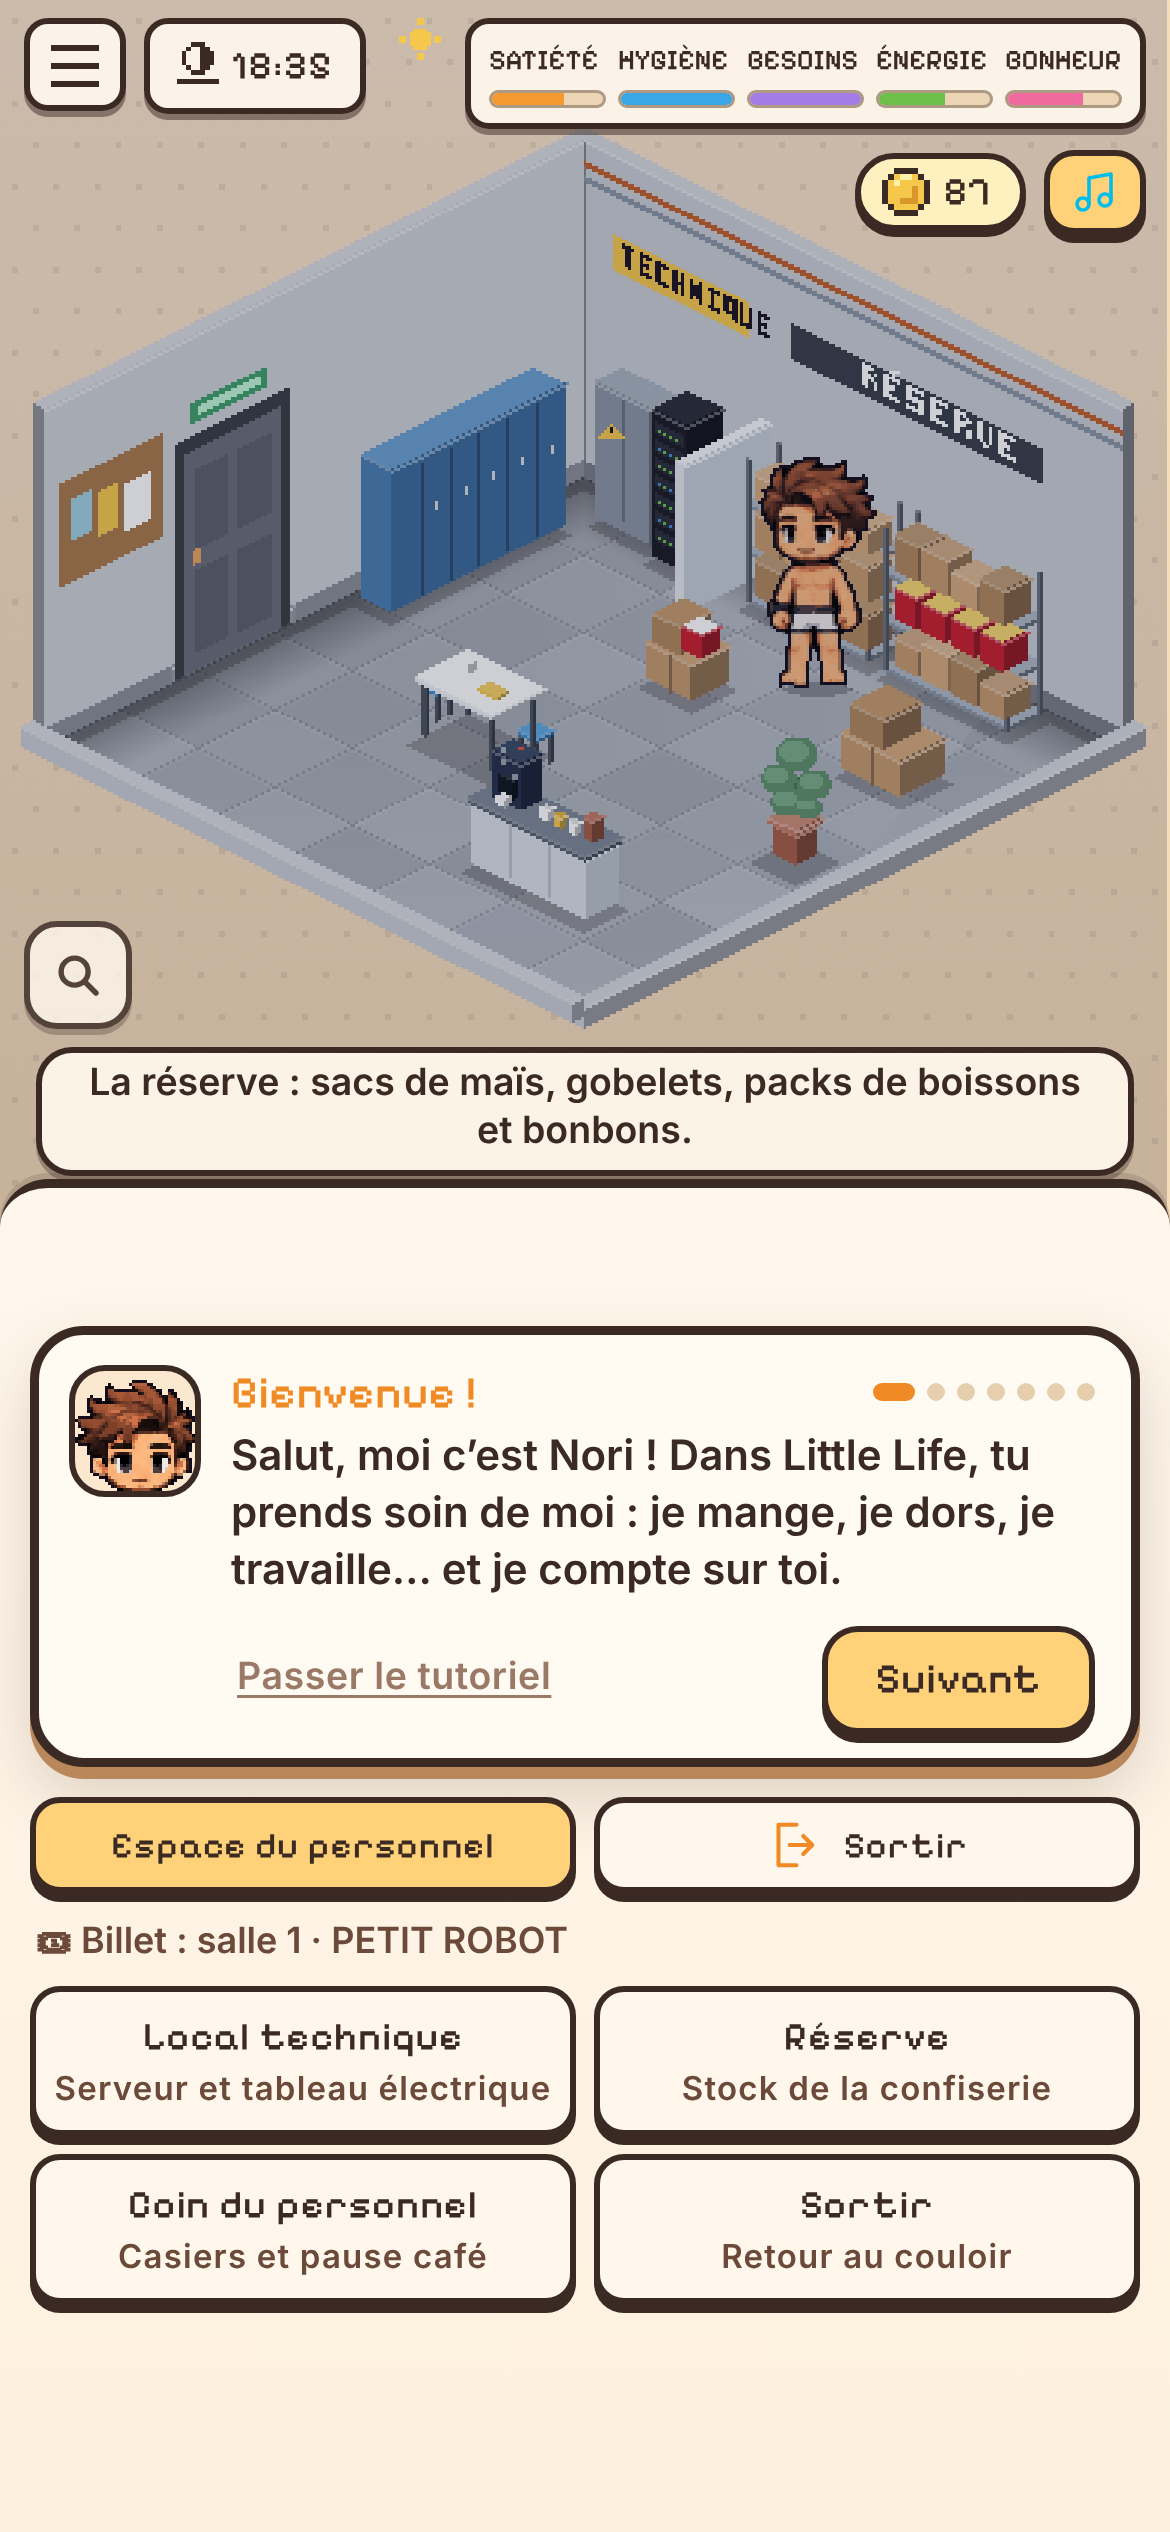 18:39
SATIÉTÉ HYGIÈNE BESOINS ÉNERGIE BONHEUR
87
TECHNIQUE
RÉSERVE
La réserve : sacs de maïs, gobelets, packs de boissons
et bonbons.
Bienvenue !
Salut, moi c’est Nori ! Dans Little Life, tu
prends soin de moi : je mange, je dors, je
travaille… et je compte sur toi.
Passer le tutoriel
Suivant
Espace du personnel
Sortir
Billet : salle 1 · PETIT ROBOT
Local technique
Serveur et tableau électrique
Réserve
Stock de la confiserie
Coin du personnel
Casiers et pause café
Sortir
Retour au couloir